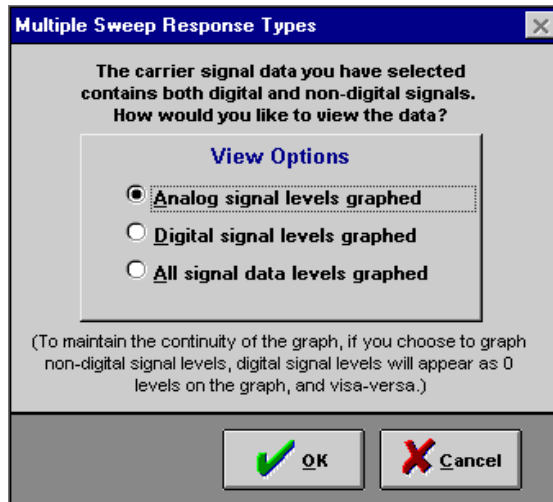 Multiple Sweep Response Types
The carrier signal data you have selected
contains both digital and non-digital signals.
How would you like to view the data?
View Options
Analog signal levels graphed
Digital signal levels graphed
All signal data levels graphed
(To maintain the continuity of the graph, if you choose to graph
non-digital signal levels, digital signal levels will appear as 0
levels on the graph, and visa-versa.)
OK
Cancel